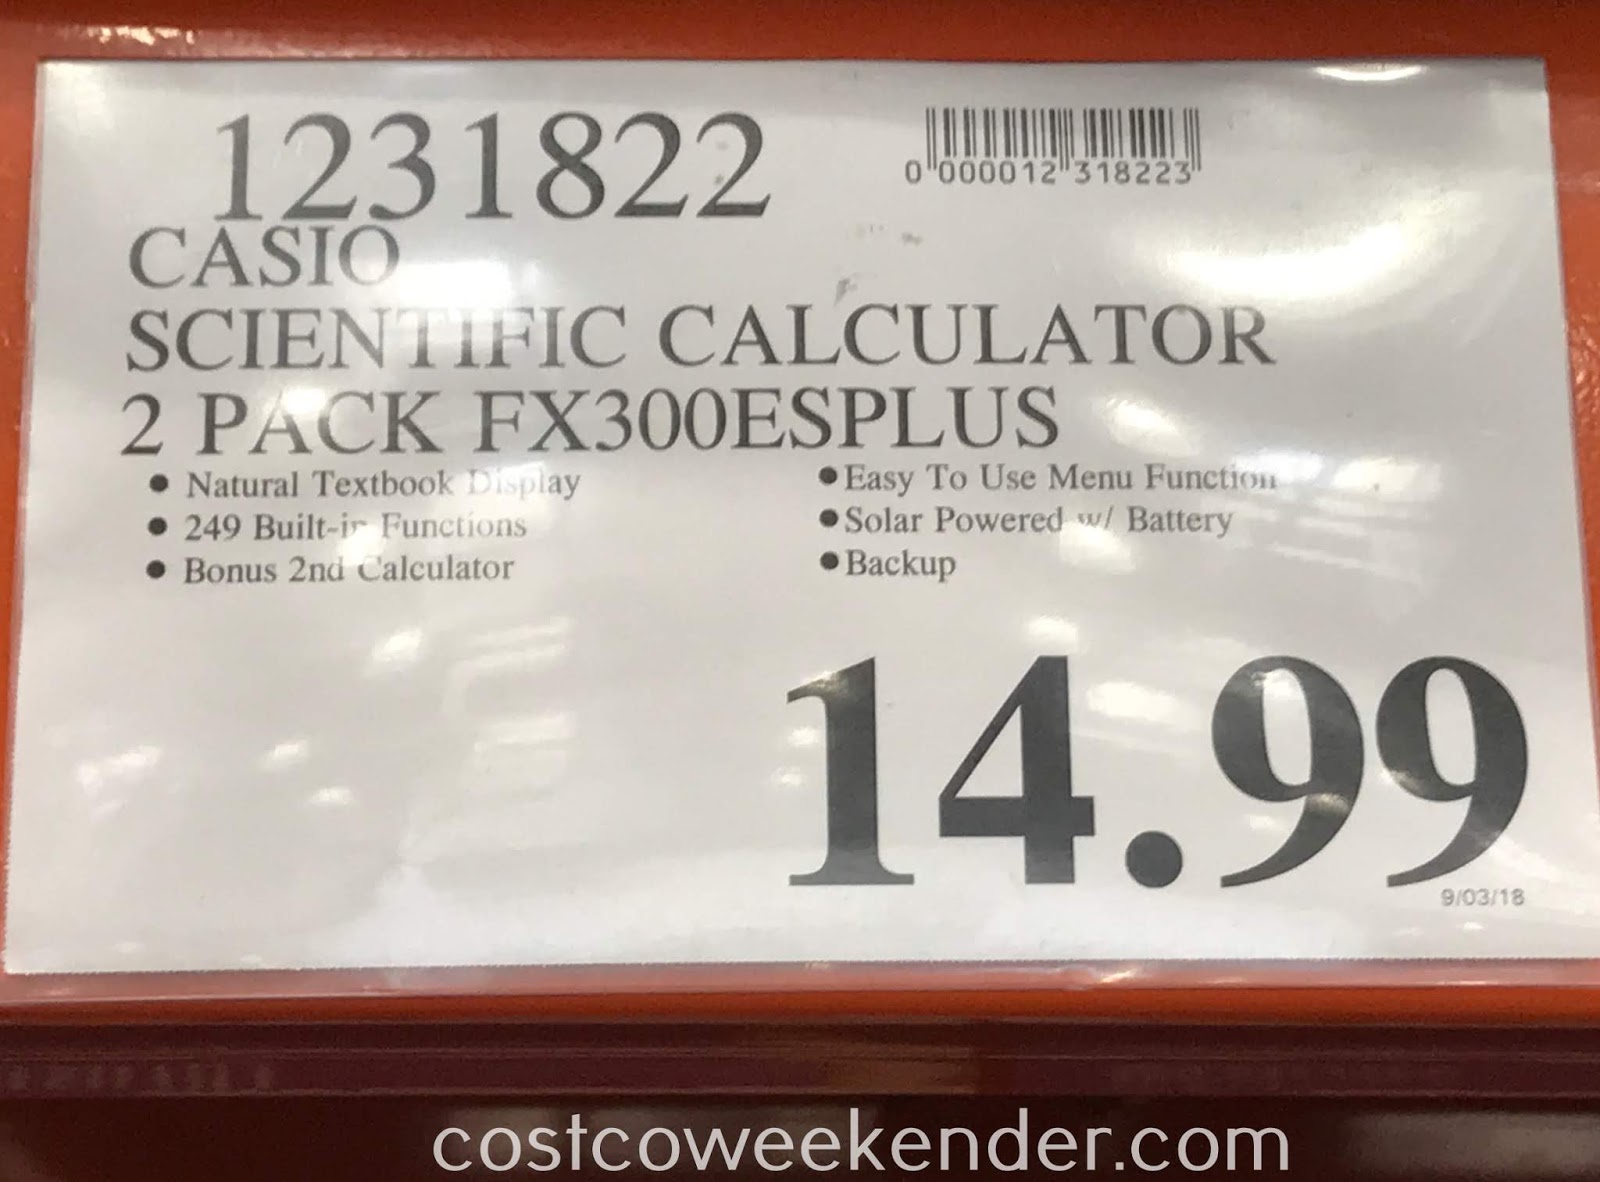 1231822
0 000012 318223
CASIO
SCIENTIFIC CALCULATOR
2 PACK FX300ESPLUS
● Natural Textbook Display
● 249 Built-in Functions
● Bonus 2nd Calculator
● Easy To Use Menu Function
● Solar Powered w/ Battery
● Backup
14.99
9/03/18
costcoweekender.com